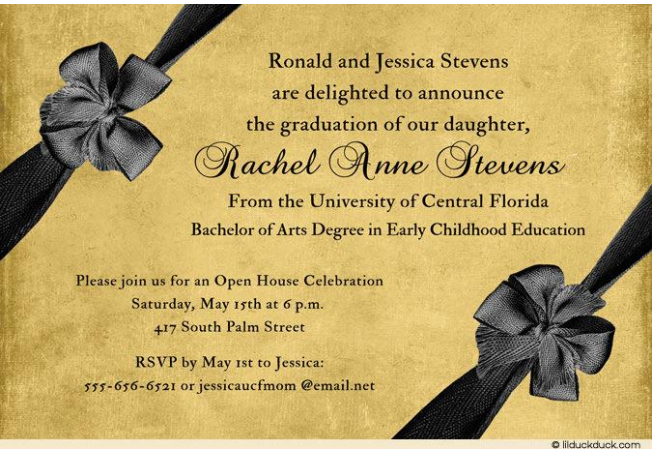 Ronald and Jessica Stevens
are delighted to announce
the graduation of our daughter,
Rachel Anne Stevens
From the University of Central Florida
Bachelor of Arts Degree in Early Childhood Education
Please join us for an Open House Celebration
Saturday, May 15th at 6 p.m.
417 South Palm Street
RSVP by May 1st to Jessica:
555-656-6521 or jessicaucfmom @email.net
© lilduckduck.com